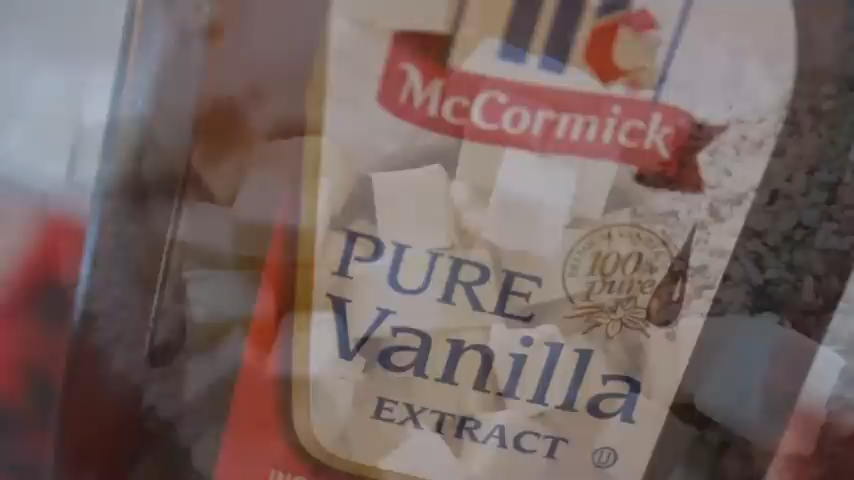 McCormick
100%
Pure
PURE
Vanilla
EXTRACT
U